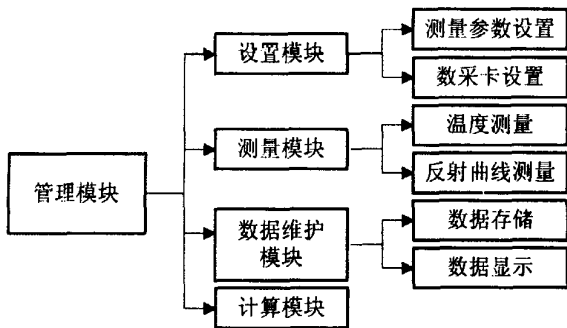 管理模块
设置模块
测量参数设置
数采卡设置
测量模块
温度测量
反射曲线测量
数据维护
模块
数据存储
数据显示
计算模块